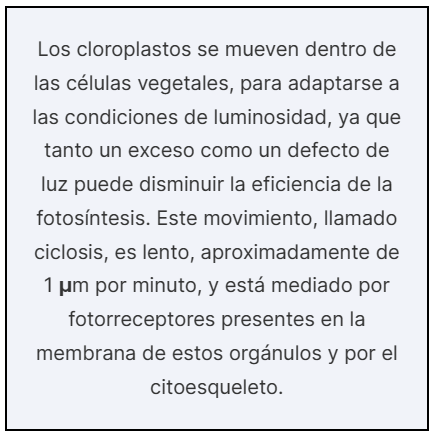 Los cloroplastos se mueven dentro de
las células vegetales, para adaptarse a
las condiciones de luminosidad, ya que
tanto un exceso como un defecto de
luz puede disminuir la eficiencia de la
fotosíntesis. Este movimiento, llamado
ciclosis, es lento, aproximadamente de
1 µm por minuto, y está mediado por
fotorreceptores presentes en la
membrana de estos orgánulos y por el
citoesqueleto.